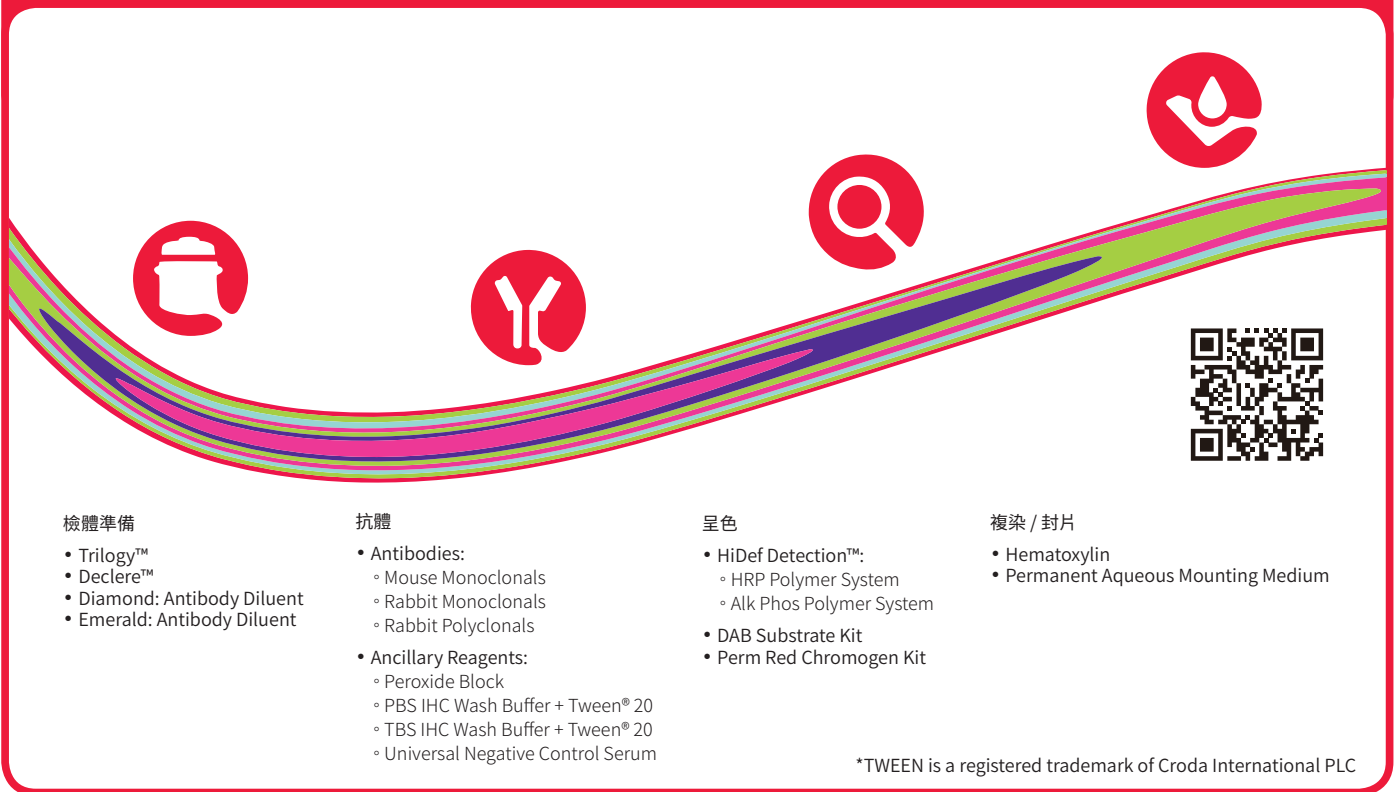 檢體準備
• Trilogy™
• Declere™
• Diamond: Antibody Diluent
• Emerald: Antibody Diluent
抗體
• Antibodies:
◦ Mouse Monoclonals
◦ Rabbit Monoclonals
◦ Rabbit Polyclonals
• Ancillary Reagents:
◦ Peroxide Block
◦ PBS IHC Wash Buffer + Tween® 20
◦ TBS IHC Wash Buffer + Tween® 20
◦ Universal Negative Control Serum
呈色
• HiDef Detection™:
◦ HRP Polymer System
◦ Alk Phos Polymer System
• DAB Substrate Kit
• Perm Red Chromogen Kit
複染 / 封片
• Hematoxylin
• Permanent Aqueous Mounting Medium
*TWEEN is a registered trademark of Croda International PLC